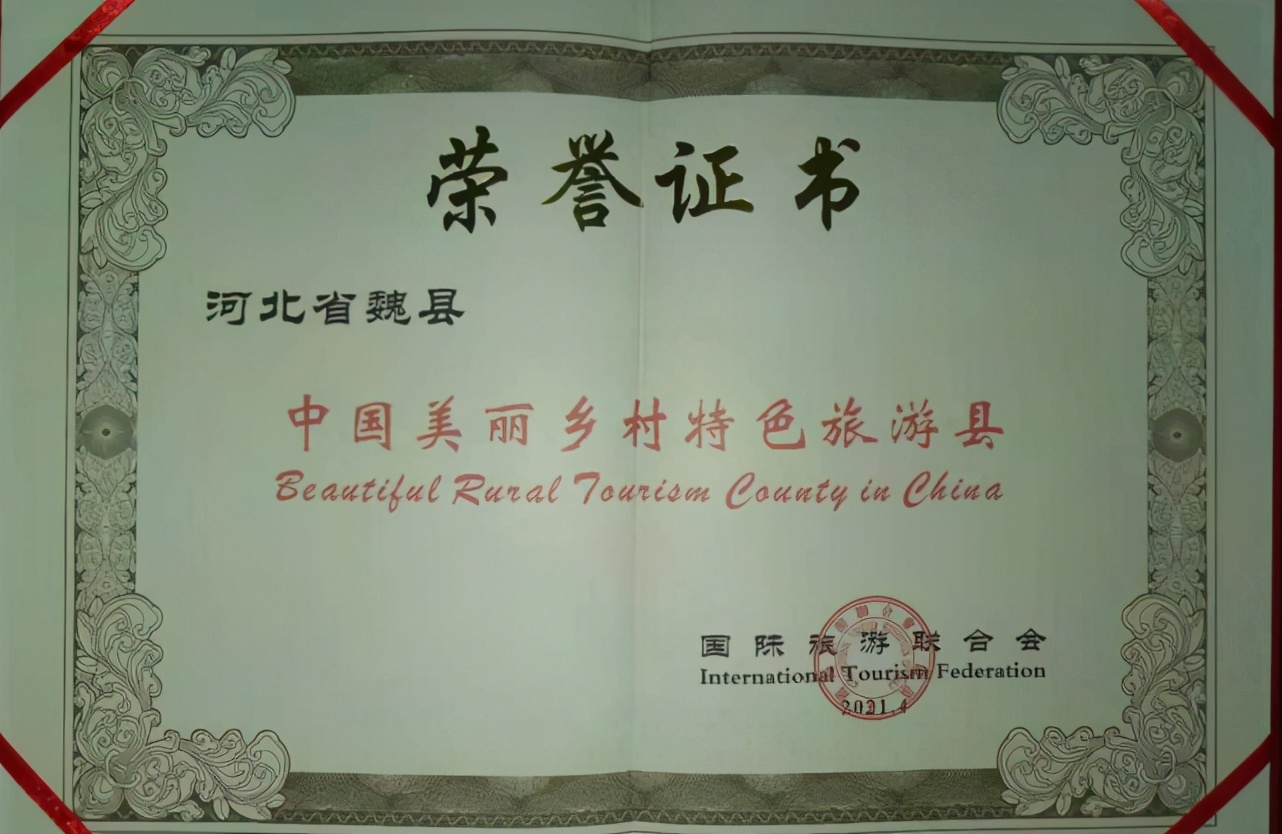 荣誉证书
河北省魏县
中国美丽乡村特色旅游县
Beautiful Rural Tourism County in China
国际旅游联合会
International Tourism Federation
2021.4